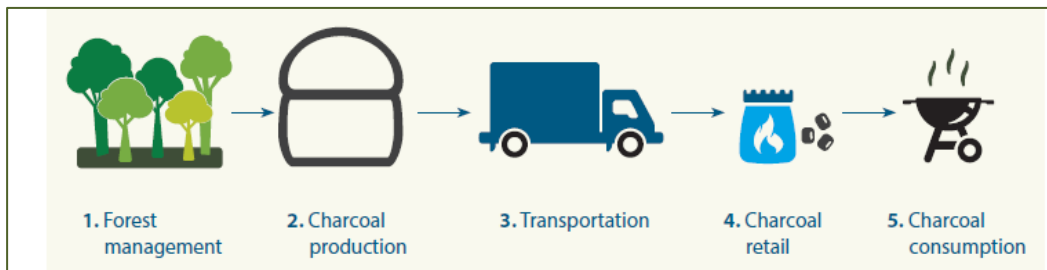 1. Forest
management
2. Charcoal
production
3. Transportation
4. Charcoal
retail
5. Charcoal
consumption